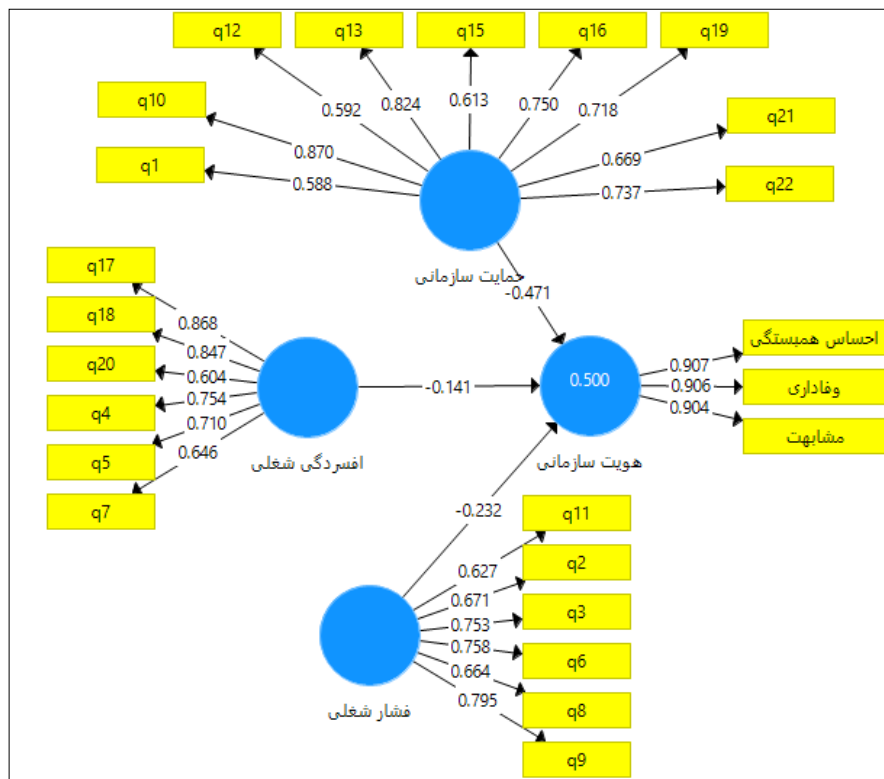 q12
q13
q15
q16
q19
q10
q1
q21
q22
0.592
0.824
0.613
0.750
0.718
0.870
0.588
0.669
0.737
حمایت سازمانی
-0.471
q17
q18
q20
q4
q5
q7
0.868
0.847
0.604
0.754
0.710
0.646
افسردگی شغلی
-0.141
0.500
هویت سازمانی
0.907
0.906
0.904
احساس همبستگی
وفاداری
مشابهت
-0.232
فشار شغلی
0.627
0.671
0.753
0.758
0.664
0.795
q11
q2
q3
q6
q8
q9